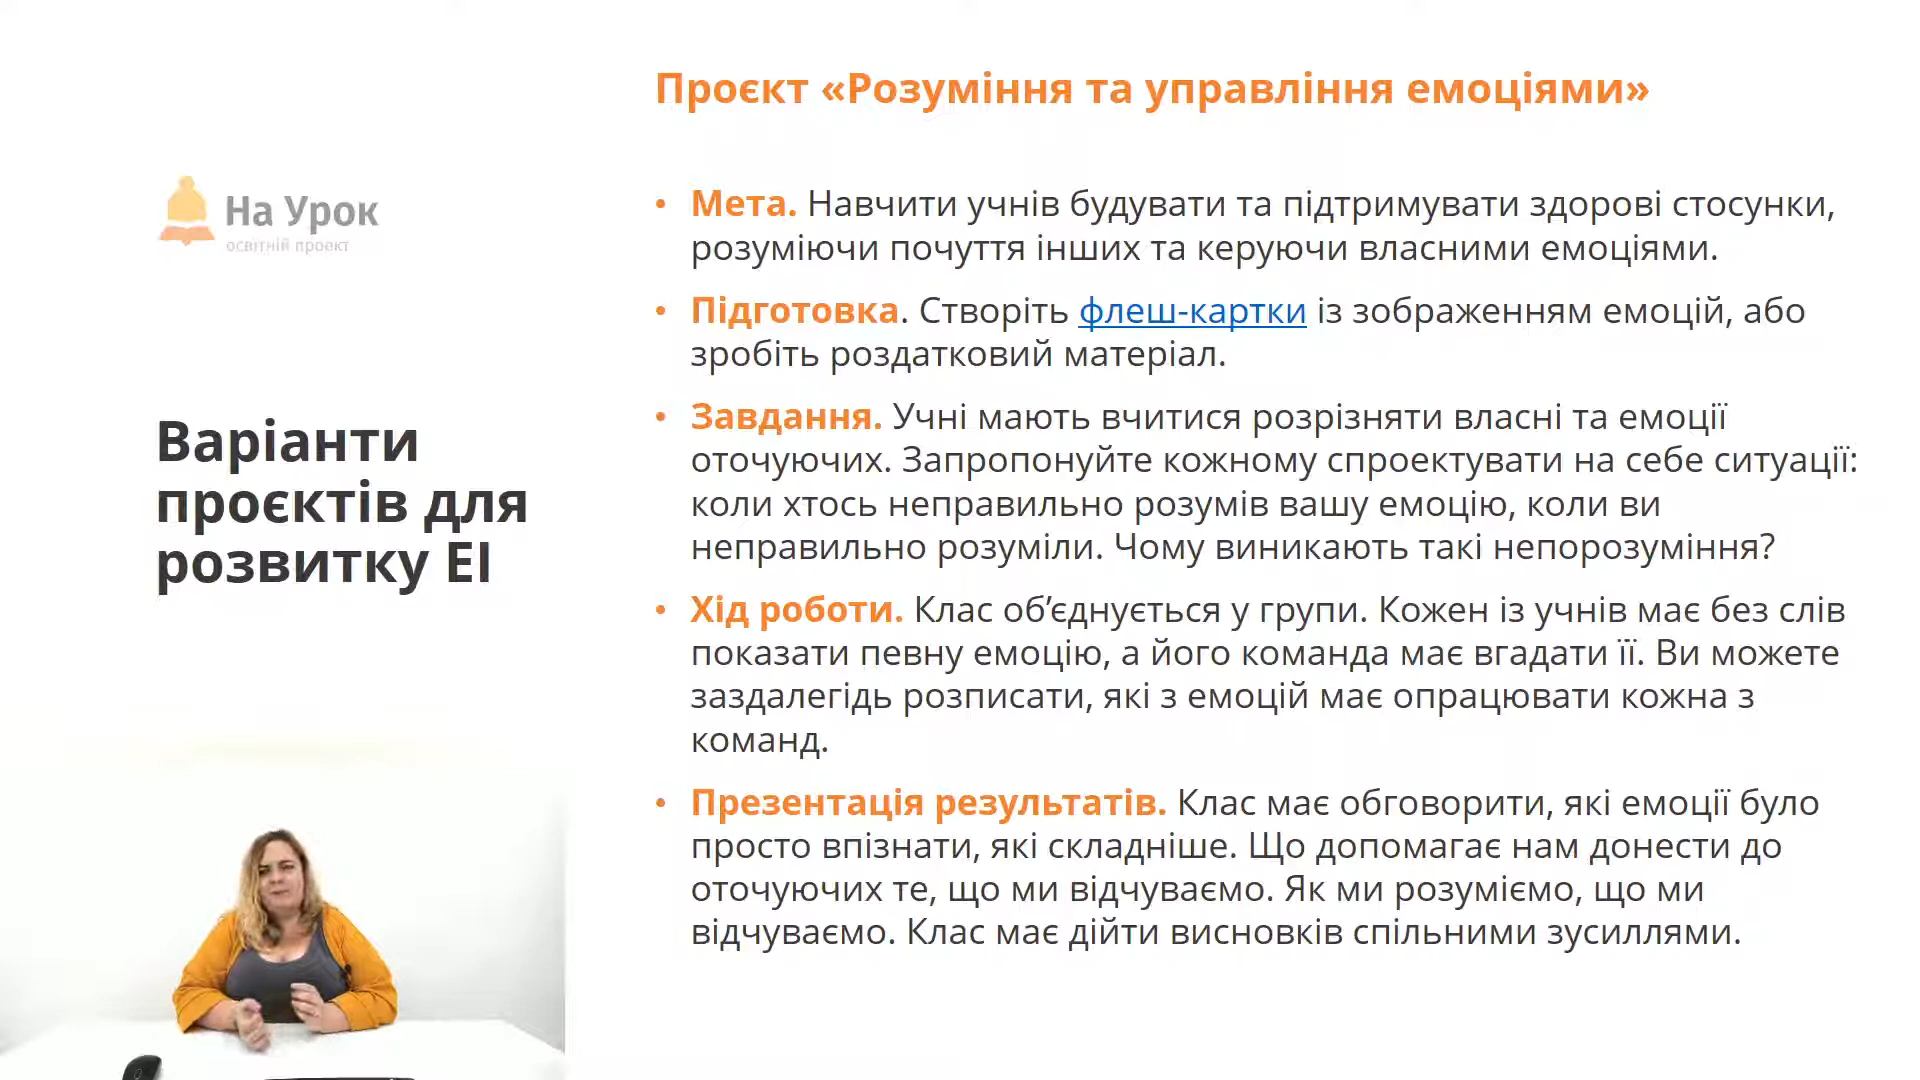 Проєкт «Розуміння та управління емоціями»
На Урок
освітній проект
Варіанти
проєктів для
розвитку ЕІ
• Мета. Навчити учнів будувати та підтримувати здорові стосунки,
розуміючи почуття інших та керуючи власними емоціями.
• Підготовка. Створіть флеш-картки із зображенням емоцій, або
зробіть роздатковий матеріал.
• Завдання. Учні мають вчитися розрізняти власні та емоції
оточуючих. Запропонуйте кожному спроектувати на себе ситуації:
коли хтось неправильно розумів вашу емоцію, коли ви
неправильно розуміли. Чому виникають такі непорозуміння?
• Хід роботи. Клас об’єднується у групи. Кожен із учнів має без слів
показати певну емоцію, а його команда має вгадати її. Ви можете
заздалегідь розписати, які з емоцій має опрацювати кожна з
команд.
• Презентація результатів. Клас має обговорити, які емоції було
просто впізнати, які складніше. Що допомагає нам донести до
оточуючих те, що ми відчуваємо. Як ми розуміємо, що ми
відчуваємо. Клас має дійти висновків спільними зусиллями.